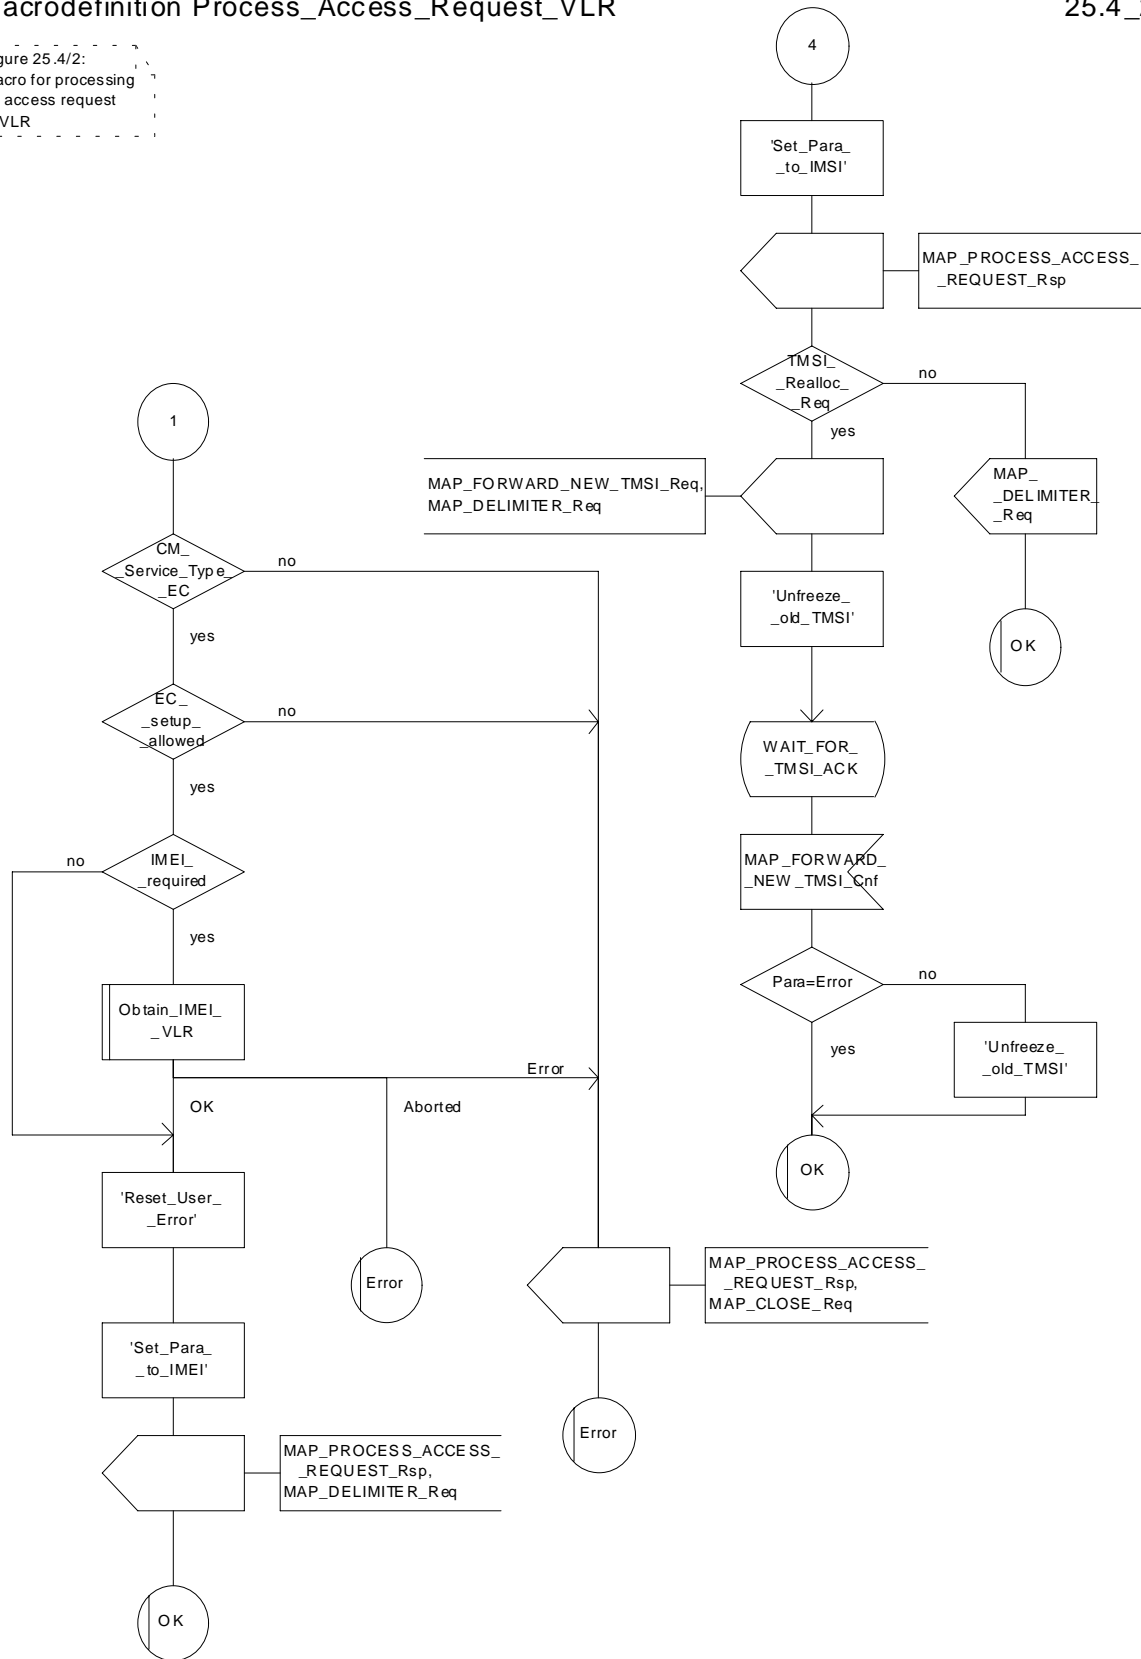 acrodefinition Process_Access_Request_VLR
25.4_
gure 25.4/2:
acro for processing
access request
VLR
4
'Set_Para_
_to_IMSI'
MAP_PROCESS_ACCESS_
_REQUEST_Rsp
TMSI_
_Realloc_
_Req
no
yes
MAP_FORWARD_NEW_TMSI_Req,
MAP_DELIMITER_Req
MAP_
_DELIMITER_
_Req
'Unfreeze_
_old_TMSI'
OK
WAIT_FOR_
_TMSI_ACK
MAP_FORWARD_
_NEW_TMSI_Cnf
Para=Error
no
yes
'Unfreeze_
_old_TMSI'
OK
1
CM_
_Service_Type_
_EC
no
yes
EC_
_setup_
_allowed
no
yes
IMEI_
_required
no
yes
Obtain_IMEI_
_VLR
Error
OK
Aborted
'Reset_User_
_Error'
Error
MAP_PROCESS_ACCESS_
_REQUEST_Rsp,
MAP_CLOSE_Req
'Set_Para_
_to_IMEI'
Error
MAP_PROCESS_ACCESS_
_REQUEST_Rsp,
MAP_DELIMITER_Req
OK